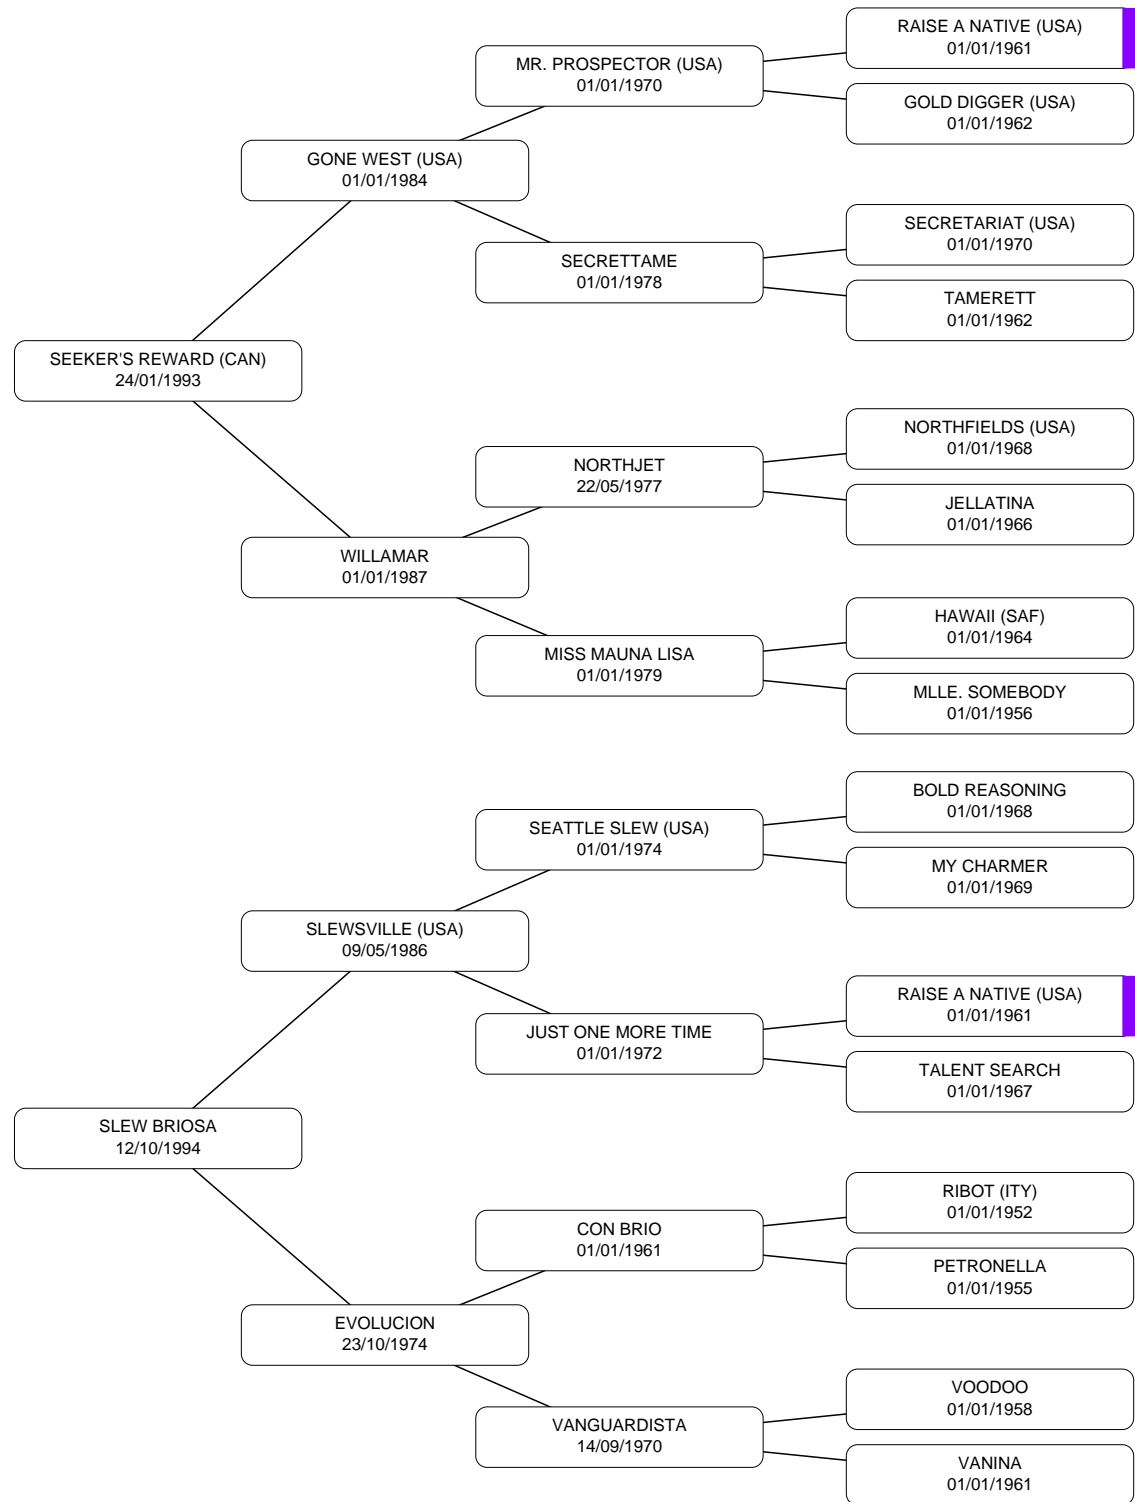 RAISE A NATIVE (USA)
01/01/1961
MR. PROSPECTOR (USA)
01/01/1970
GOLD DIGGER (USA)
01/01/1962
GONE WEST (USA)
01/01/1984
SECRETARIAT (USA)
01/01/1970
SECRETTAME
01/01/1978
TAMERETT
01/01/1962
SEEKER'S REWARD (CAN)
24/01/1993
NORTHFIELDS (USA)
01/01/1968
NORTHJET
22/05/1977
JELLATINA
01/01/1966
WILLAMAR
01/01/1987
HAWAII (SAF)
01/01/1964
MISS MAUNA LISA
01/01/1979
MLLE. SOMEBODY
01/01/1956
BOLD REASONING
01/01/1968
SEATTLE SLEW (USA)
01/01/1974
MY CHARMER
01/01/1969
SLEWSVILLE (USA)
09/05/1986
RAISE A NATIVE (USA)
01/01/1961
JUST ONE MORE TIME
01/01/1972
TALENT SEARCH
01/01/1967
SLEW BRIOSA
12/10/1994
RIBOT (ITY)
01/01/1952
CON BRIO
01/01/1961
PETRONELLA
01/01/1955
EVOLUCION
23/10/1974
VOODOO
01/01/1958
VANGUARDISTA
14/09/1970
VANINA
01/01/1961